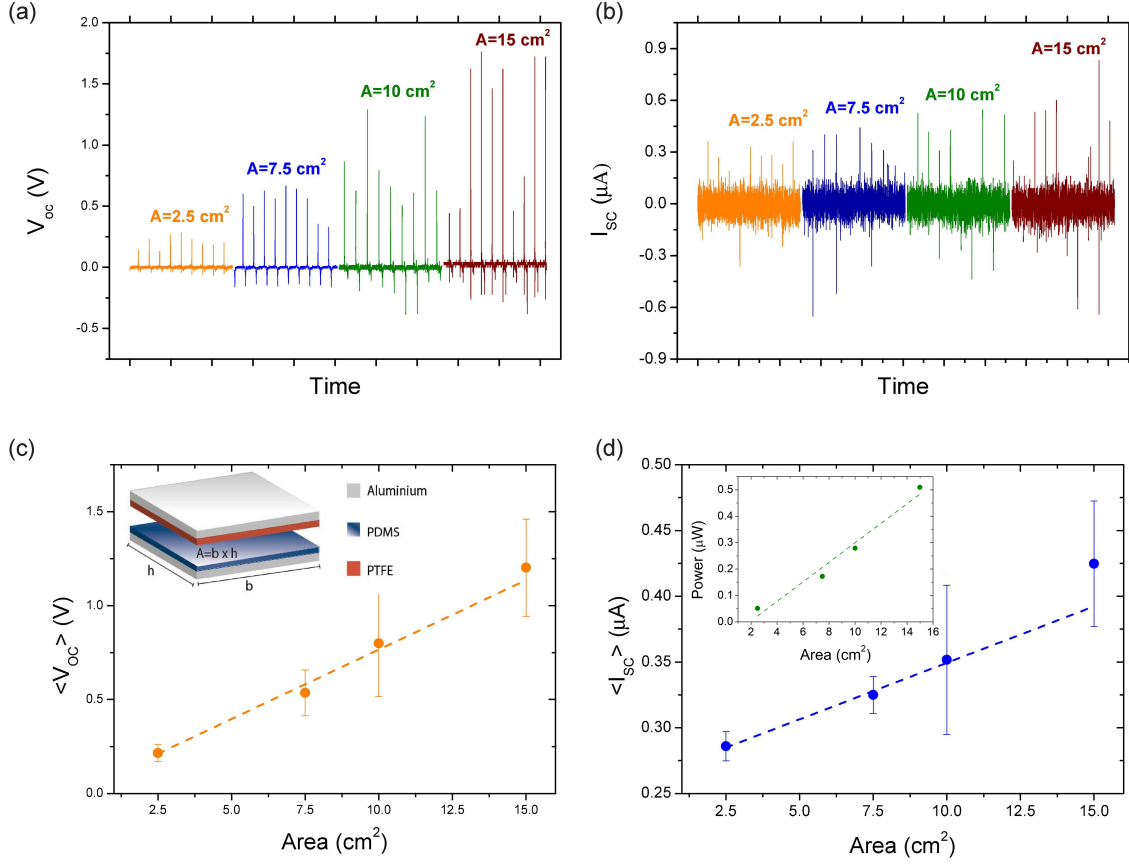 (a)
2.0
1.5
1.0
0.5
0.0
-0.5
V_oc (V)
A=2.5 cm²
A=7.5 cm²
A=10 cm²
A=15 cm²
Time
(b)
0.9
0.6
0.3
0.0
-0.3
-0.6
-0.9
I_SC (μA)
A=2.5 cm²
A=7.5 cm²
A=10 cm²
A=15 cm²
Time
(c)
1.5
1.0
0.5
0.0
<V_OC> (V)
Aluminium
PDMS
PTFE
A=b x h
h
b
2.5 5.0 7.5 10.0 12.5 15.0
Area (cm²)
(d)
0.50
0.45
0.40
0.35
0.30
0.25
<I_SC> (μA)
0.5
0.4
0.3
0.2
0.1
0.0
Power (μW)
2 4 6 8 10 12 14 16
Area (cm²)
2.5 5.0 7.5 10.0 12.5 15.0
Area (cm²)